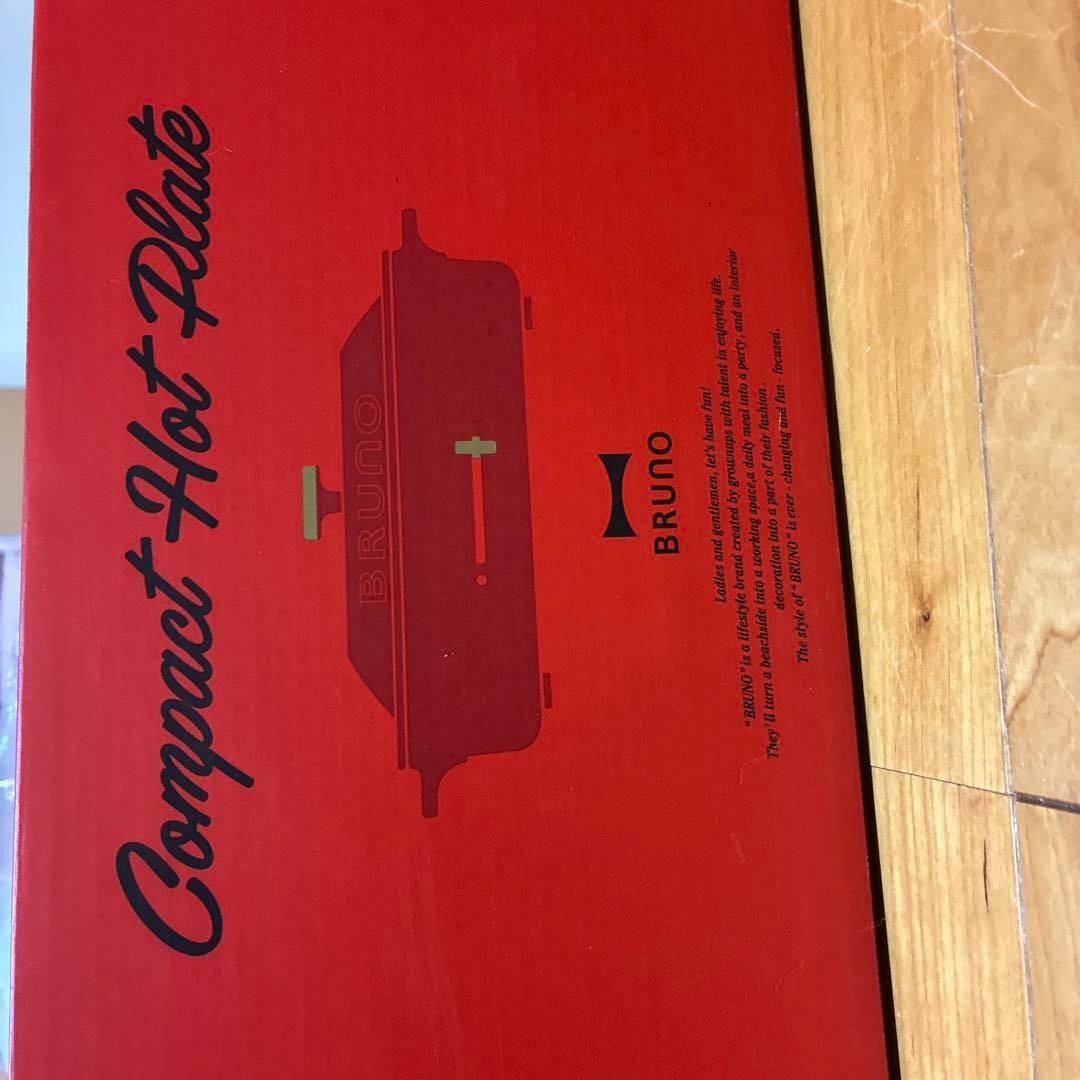 Compact Hot Plate
BRUNO
BRUNO
Ladies and gentlemen, let's have fun!
"BRUNO" is a lifestyle brand created by grownups with talent in enjoying life.
They'll turn a beachside into a working space,a daily meal into a party, and an interior
decoration into a part of their fashion.
The style of "BRUNO" is ever - changing and fun - focused.